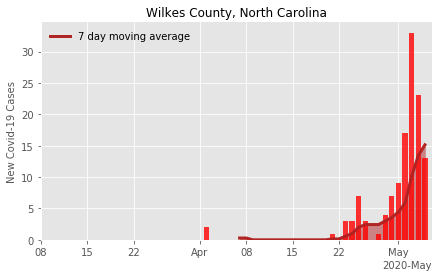 Wilkes County, North Carolina
7 day moving average
New Covid-19 Cases
30
25
20
15
10
5
0
08 15 22 Apr 08 15 22 May
2020-May